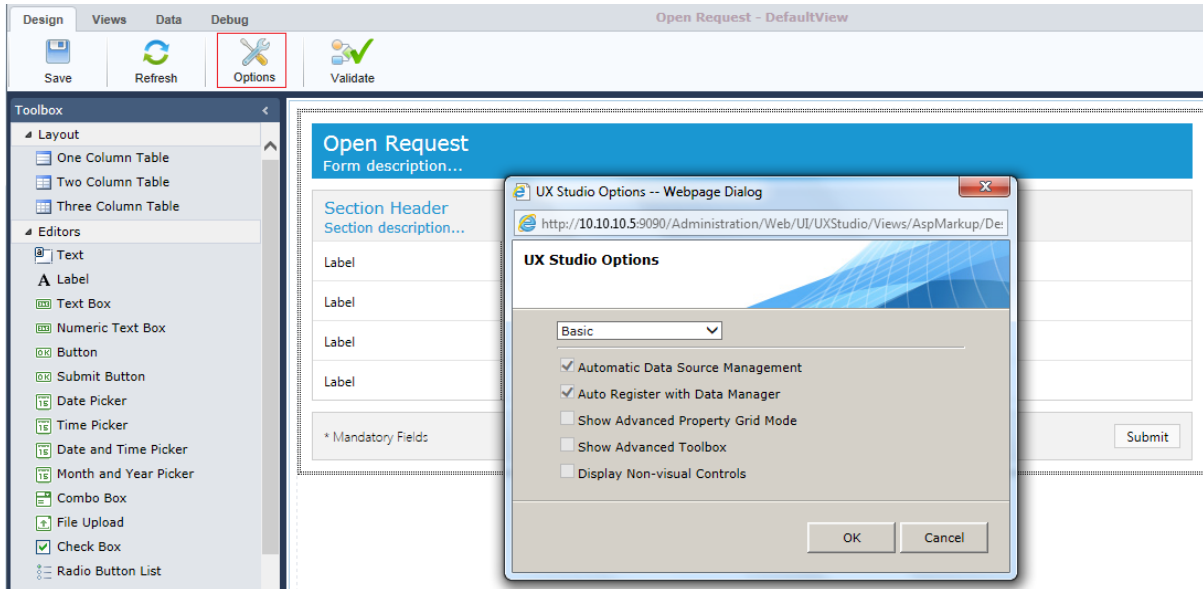 Design Views Data Debug
Open Request - DefaultView
Save Refresh Options Validate
Toolbox
Layout
One Column Table
Two Column Table
Three Column Table
Editors
Text
A Label
Text Box
Numeric Text Box
OK Button
OK Submit Button
15 Date Picker
15 Time Picker
15 Date and Time Picker
15 Month and Year Picker
Combo Box
File Upload
Check Box
Radio Button List
Open Request
Form description...
Section Header
Section description...
Label
Label
Label
Label
* Mandatory Fields
Submit
UX Studio Options -- Webpage Dialog
x
http://10.10.10.5:9090/Administration/Web/UI/UXStudio/Views/AspMarkup/De
UX Studio Options
Basic
Automatic Data Source Management
Auto Register with Data Manager
Show Advanced Property Grid Mode
Show Advanced Toolbox
Display Non-visual Controls
OK Cancel